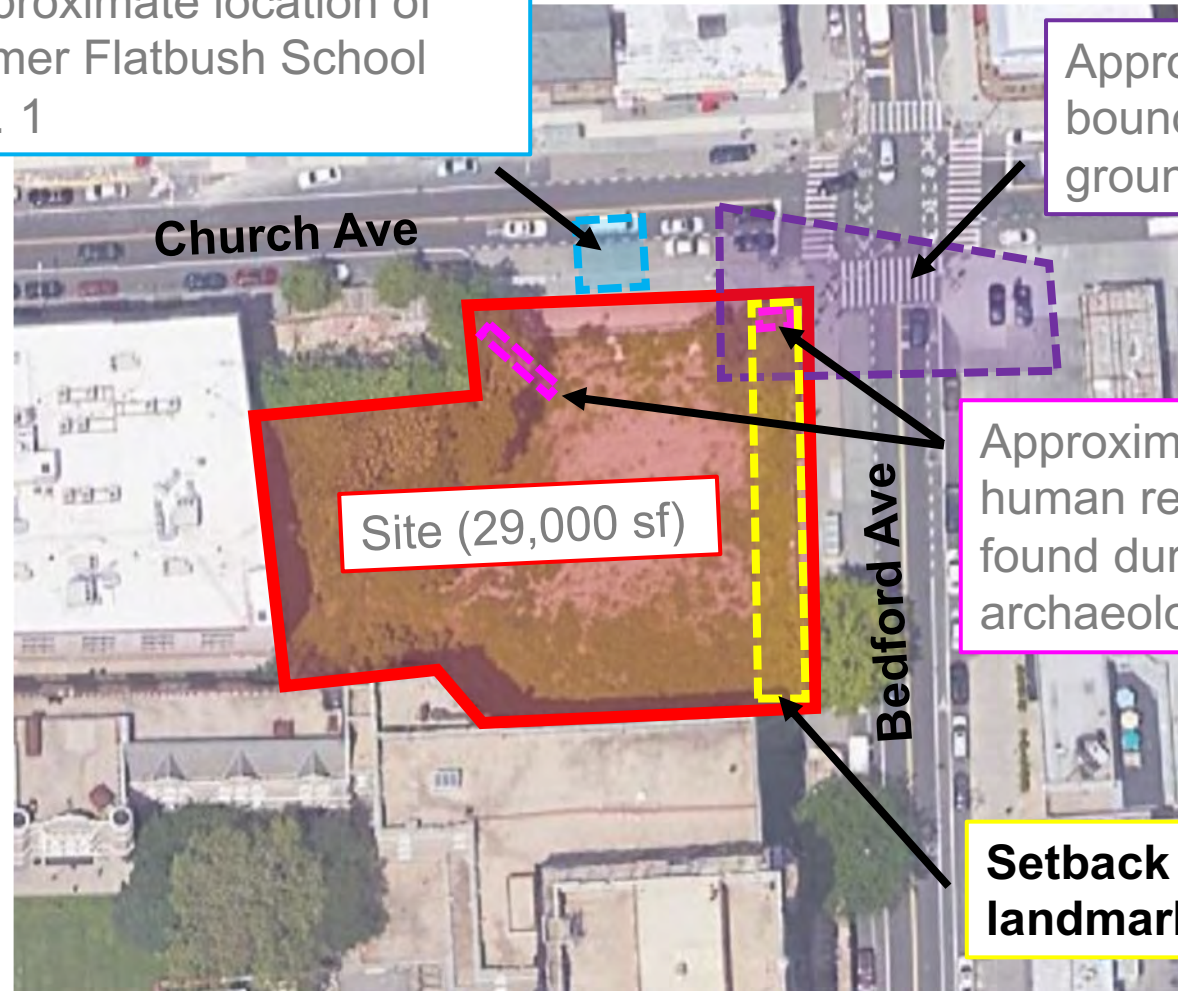 proximate location of
mer Flatbush School
. 1
Appro
bound
groun
Church Ave
Site (29,000 sf)
Bedford Ave
Approxim
human re
found dur
archaeolo
Setback
landmark